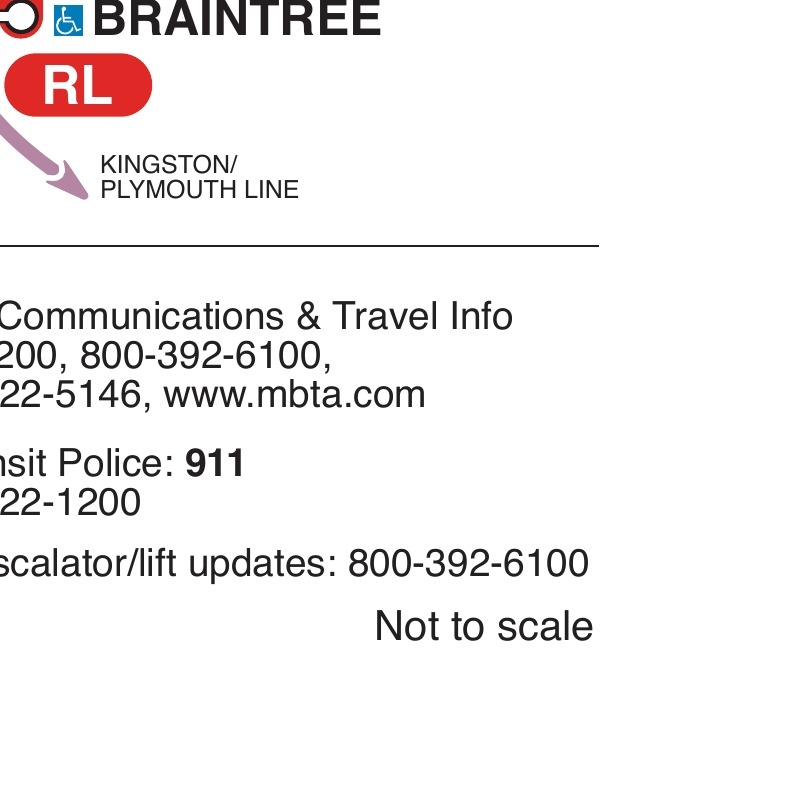 BRAINTREE
RL
KINGSTON/
PLYMOUTH LINE
Communications & Travel Info
200, 800-392-6100,
22-5146, www.mbta.com
nsit Police: 911
22-1200
scalator/lift updates: 800-392-6100
Not to scale